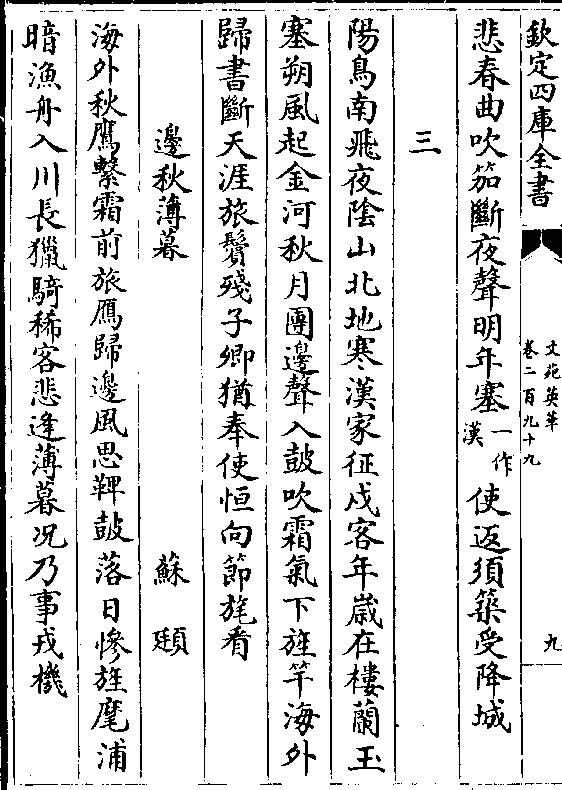 欽定四庫全書
文苑英華
卷二百九十九
九
悲春曲吹笳斷夜聲明年塞一作漢使返須築受降城
三
陽鳥南飛夜陰山北地寒漢家征戍客年歲在樓蘭玉
塞朔風起金河秋月團邊聲入鼓吹霜氣下旌竿海外
歸書斷天涯旅鬢殘子卿猶奉使恒向節旄看
邊秋薄暮 蘇頲
海外秋鷹擊霜前旅鴈歸邊風思鞞鼓落日慘旌麾浦
暗漁舟入川長獵騎稀客悲逢薄暮况乃事戎機